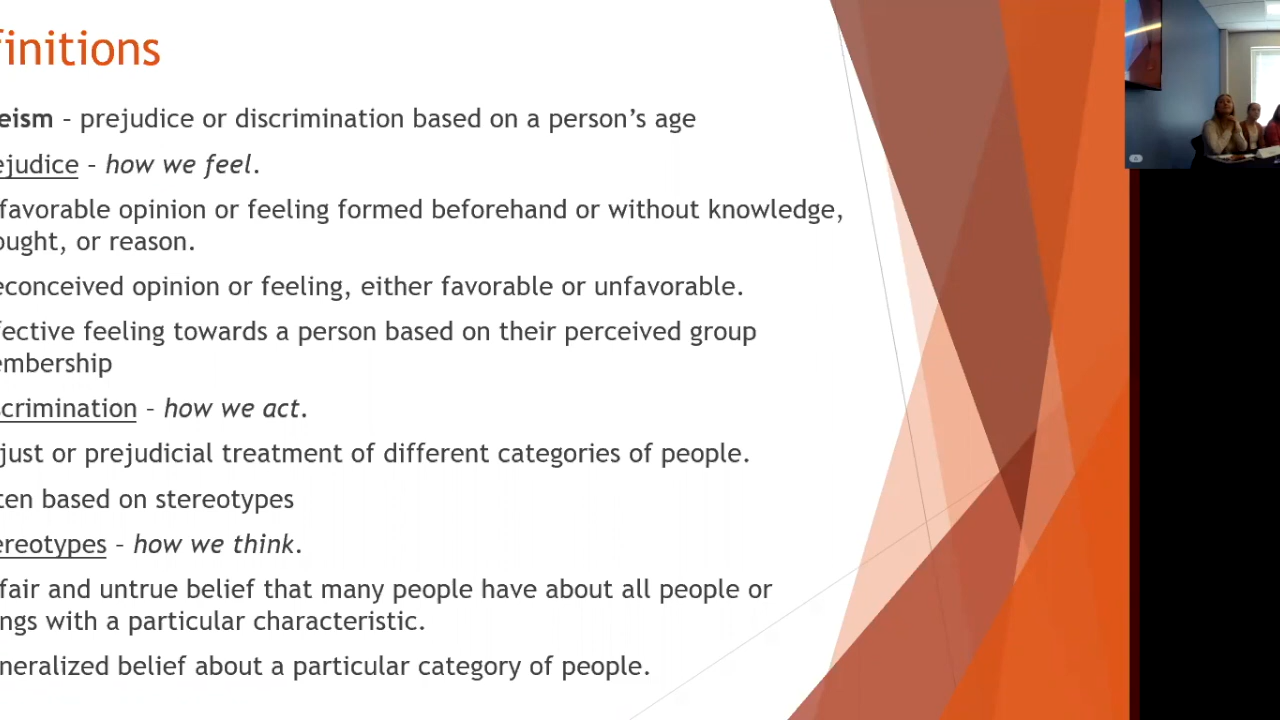 finitions
eism – prejudice or discrimination based on a person's age
ejudice – how we feel.
favorable opinion or feeling formed beforehand or without knowledge,
ought, or reason.
econceived opinion or feeling, either favorable or unfavorable.
fective feeling towards a person based on their perceived group
embership
scrimination – how we act.
just or prejudicial treatment of different categories of people.
ten based on stereotypes
ereotypes – how we think.
fair and untrue belief that many people have about all people or
ngs with a particular characteristic.
neralized belief about a particular category of people.